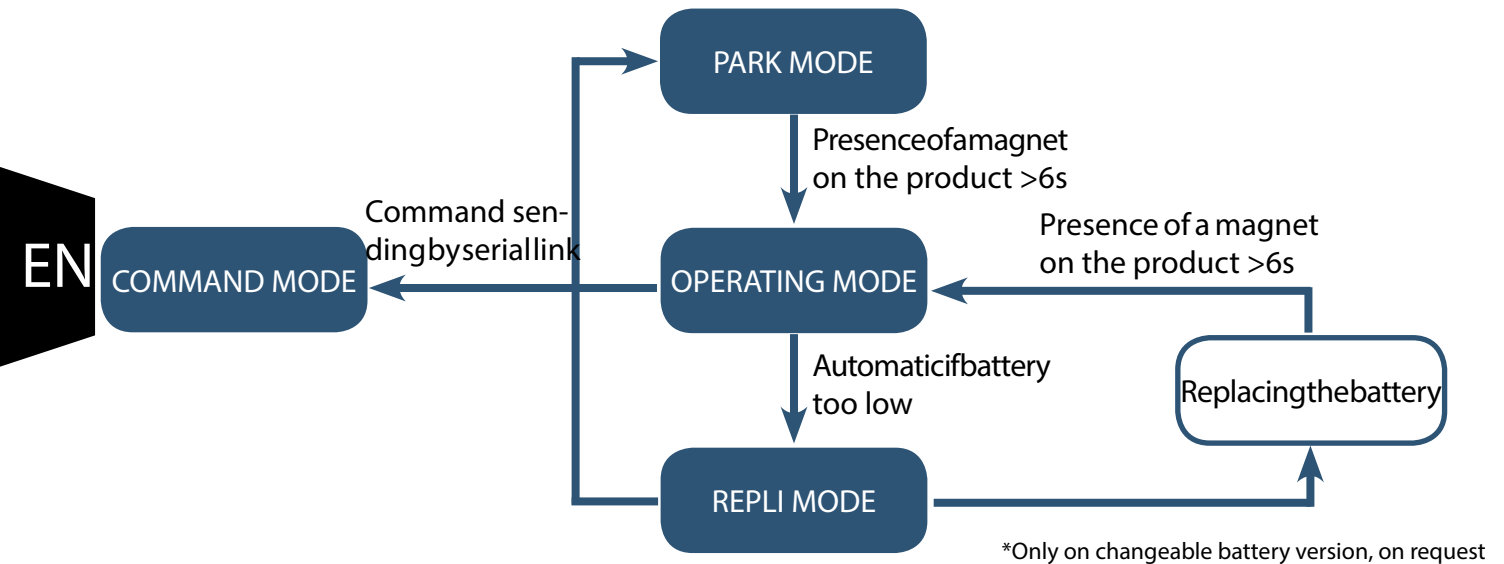 PARK MODE
Presenceofamagnet
on the product >6s
Command sen-
dingbyseriallink
Presence of a magnet
on the product >6s
EN
COMMAND MODE
OPERATING MODE
Automaticifbattery
too low
Replacingthebattery
REPLI MODE
*Only on changeable battery version, on request